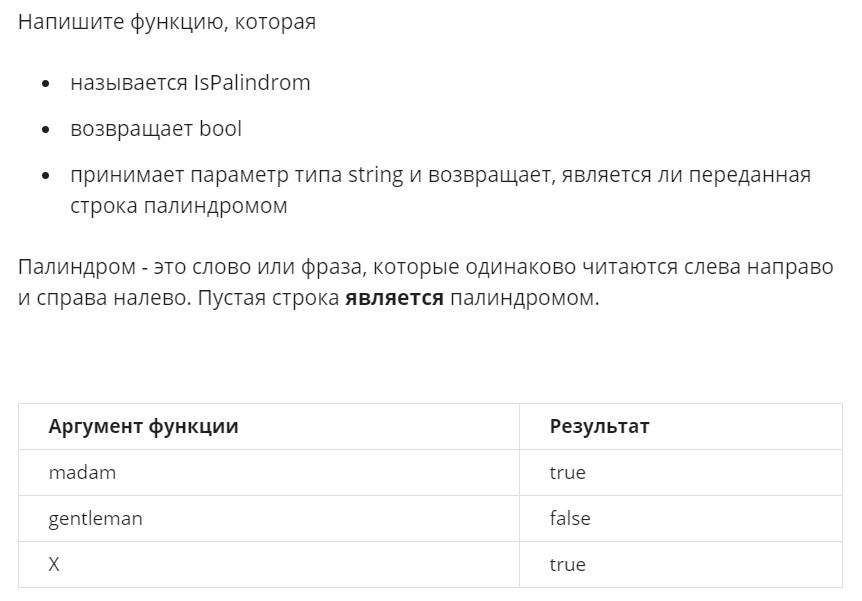 Напишите функцию, которая
• называется IsPalindrom
• возвращает bool
• принимает параметр типа string и возвращает, является ли переданная
строка палиндромом
Палиндром - это слово или фраза, которые одинаково читаются слева направо
и справа налево. Пустая строка является палиндромом.
Аргумент функции Результат
madam true
gentleman false
X true